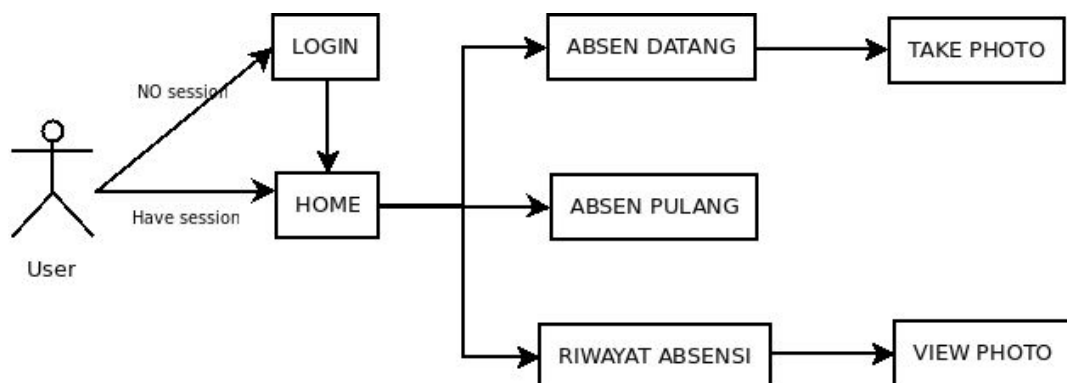 LOGIN
ABSEN DATANG
TAKE PHOTO
NO session
Have session
HOME
ABSEN PULANG
User
RIWAYAT ABSENSI
VIEW PHOTO